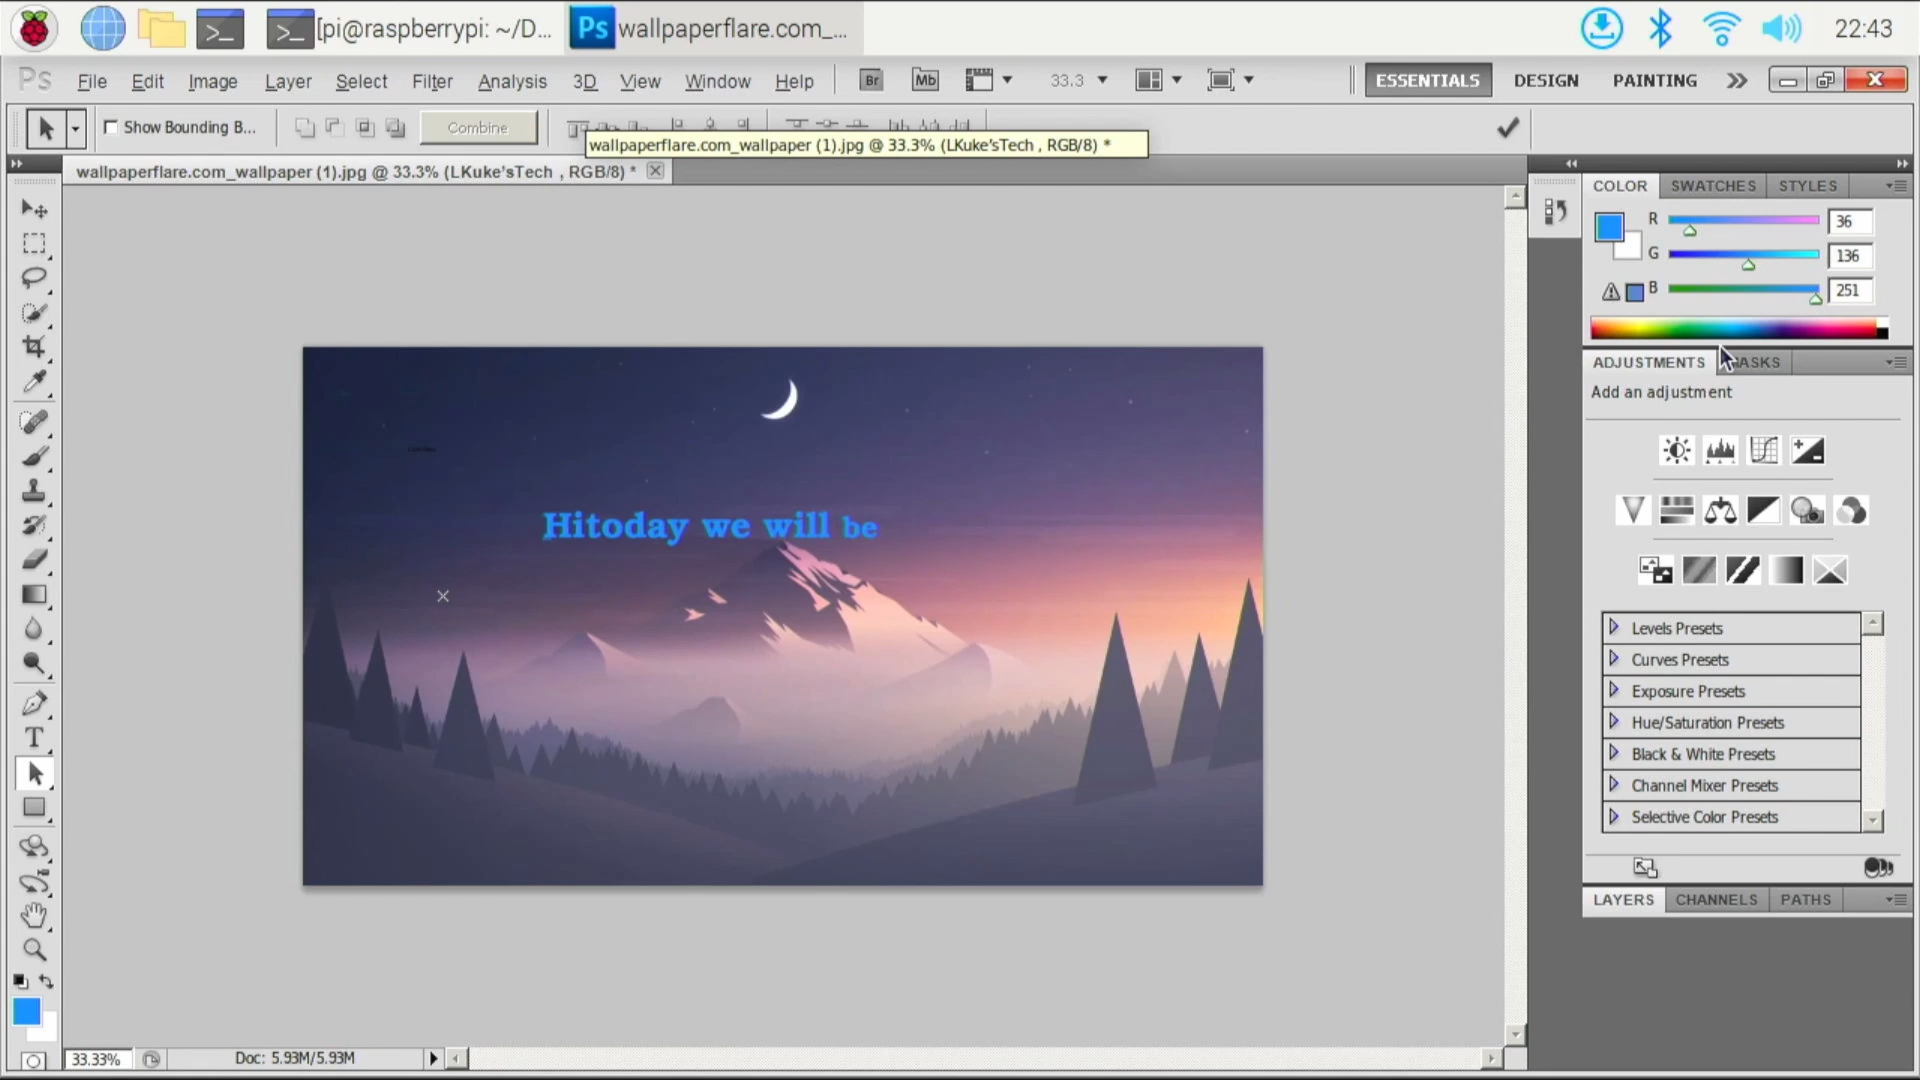 [pi@raspberrypi: ~/D...
Ps
wallpaperflare.com_...
22:43
Ps
File
Edit
Image
Layer
Select
Filter
Analysis
3D
View
Window
Help
Br
Mb
33.3
ESSENTIALS
DESIGN
PAINTING
Show Bounding B...
Combine
wallpaperflare.com_wallpaper (1).jpg @ 33.3% (LKuke'sTech , RGB/8) *
wallpaperflare.com_wallpaper (1).jpg @ 33.3% (LKuke'sTech , RGB/8) *
COLOR
SWATCHES
STYLES
R
36
G
136
B
251
ADJUSTMENTS
Add an adjustment
Hitoday we will be
T
Levels Presets
Curves Presets
Exposure Presets
Hue/Saturation Presets
Black & White Presets
Channel Mixer Presets
Selective Color Presets
LAYERS
CHANNELS
PATHS
33.33%
Doc: 5.93M/5.93M